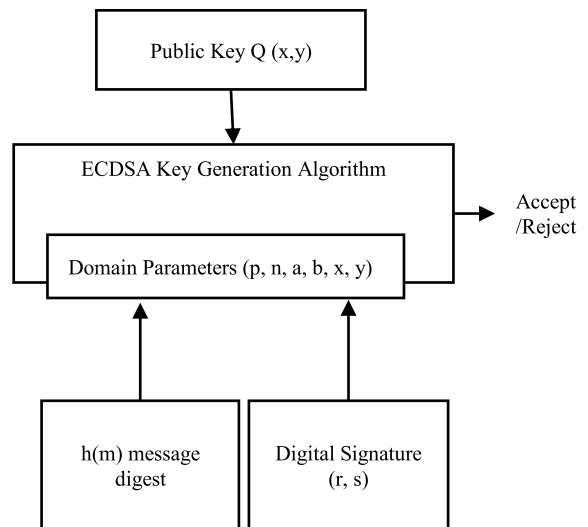 Public Key Q (x,y)
ECDSA Key Generation Algorithm
Accept
/Reject
Domain Parameters (p, n, a, b, x, y)
h(m) message
digest
Digital Signature
(r, s)